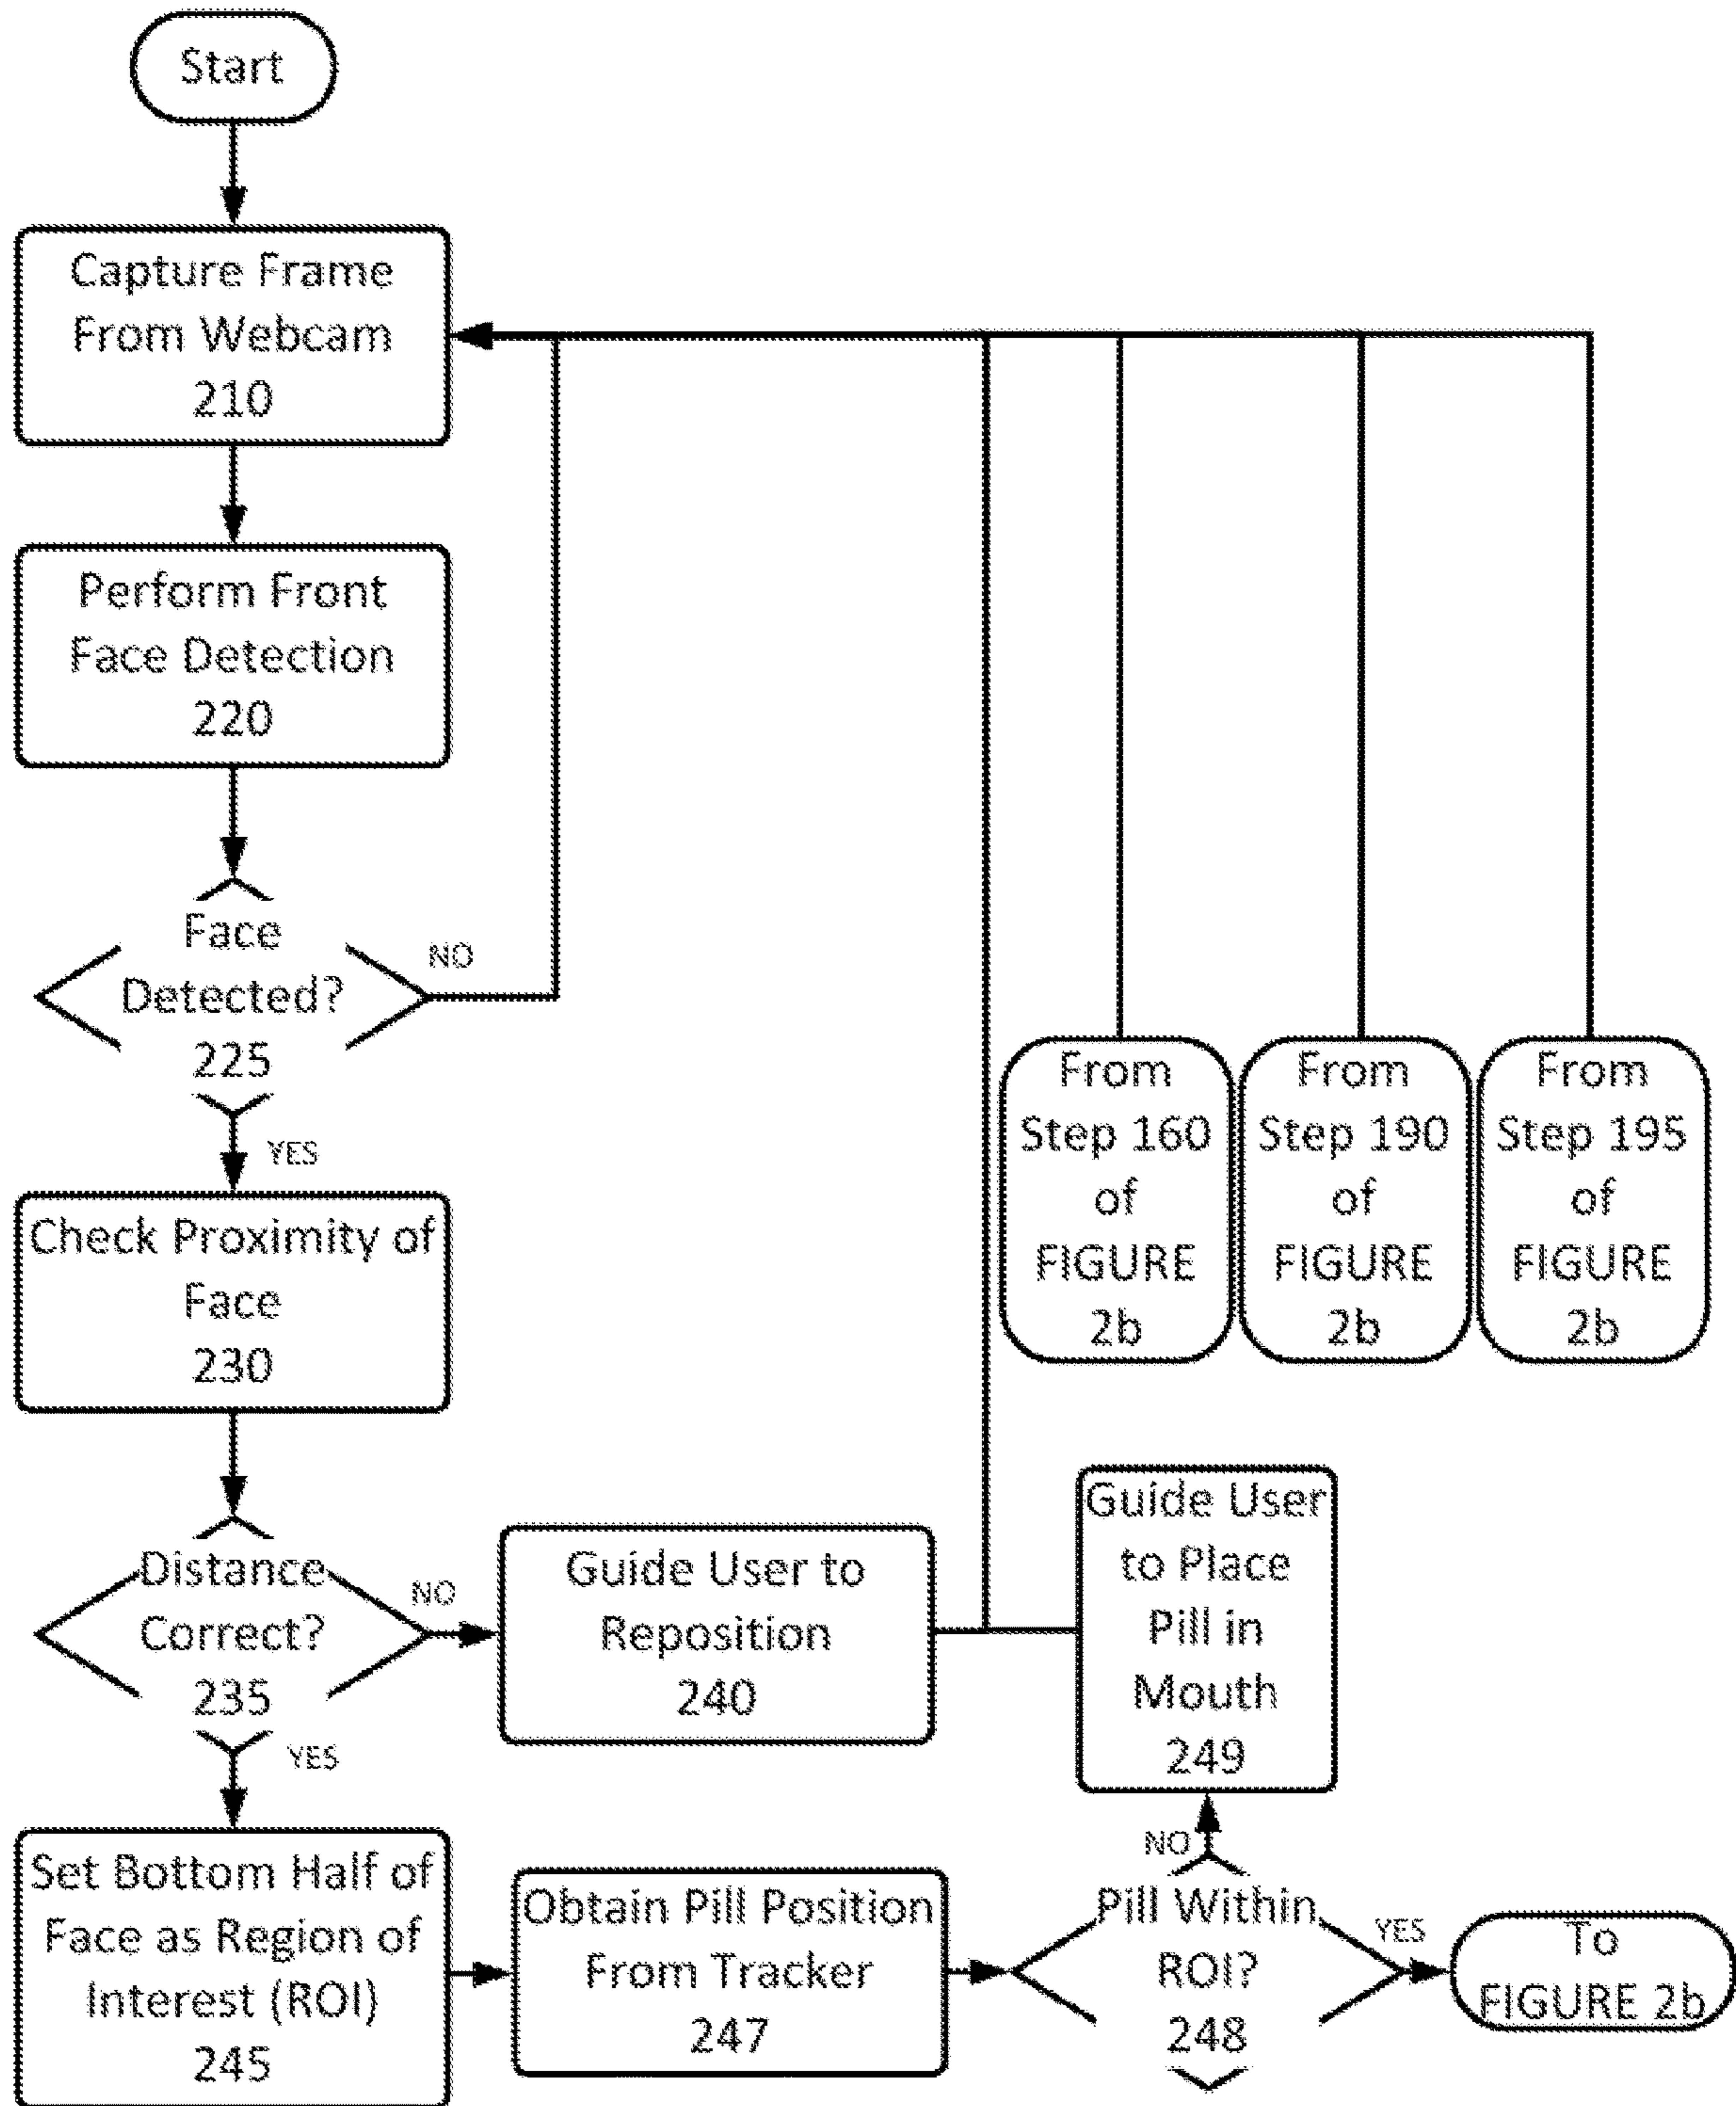 Start
Capture Frame
From Webcam
210
Perform Front
Face Detection
220
Face
Detected?
225
NO
YES
From
Step 160
of
FIGURE
2b
From
Step 190
of
FIGURE
2b
From
Step 195
of
FIGURE
2b
Check Proximity of
Face
230
Distance
Correct?
235
NO
YES
Guide User to
Reposition
240
Guide User
to Place
Pill in
Mouth
249
Set Bottom Half of
Face as Region of
Interest (ROI)
245
Obtain Pill Position
From Tracker
247
NO
Pill Within
ROI?
248
YES
To
FIGURE 2b